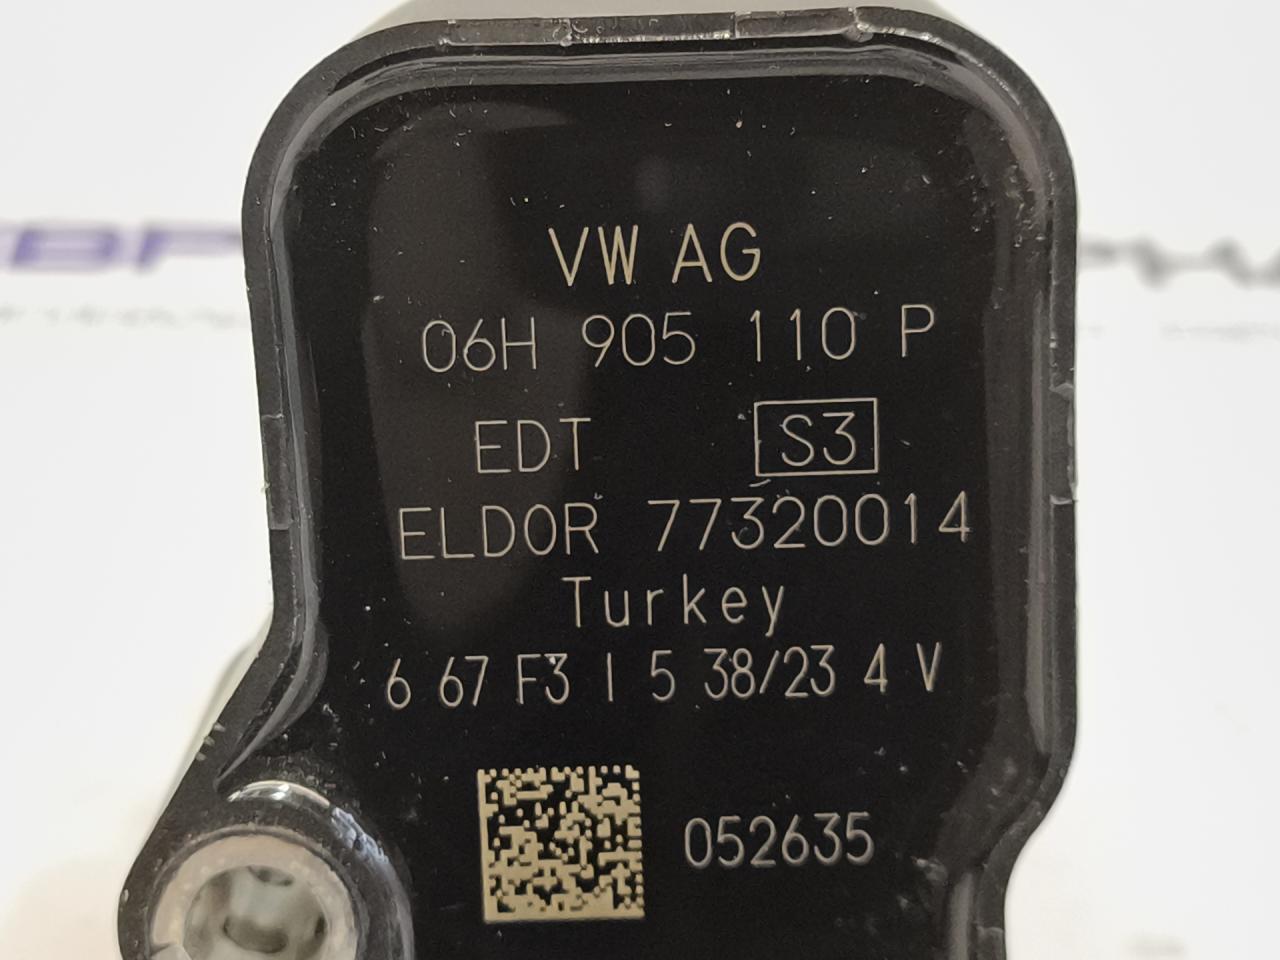 VW AG
06H 905 110 P
EDT S3
ELDOR 77320014
Turkey
6 67 F3 I 5 38/23 4 V
052635